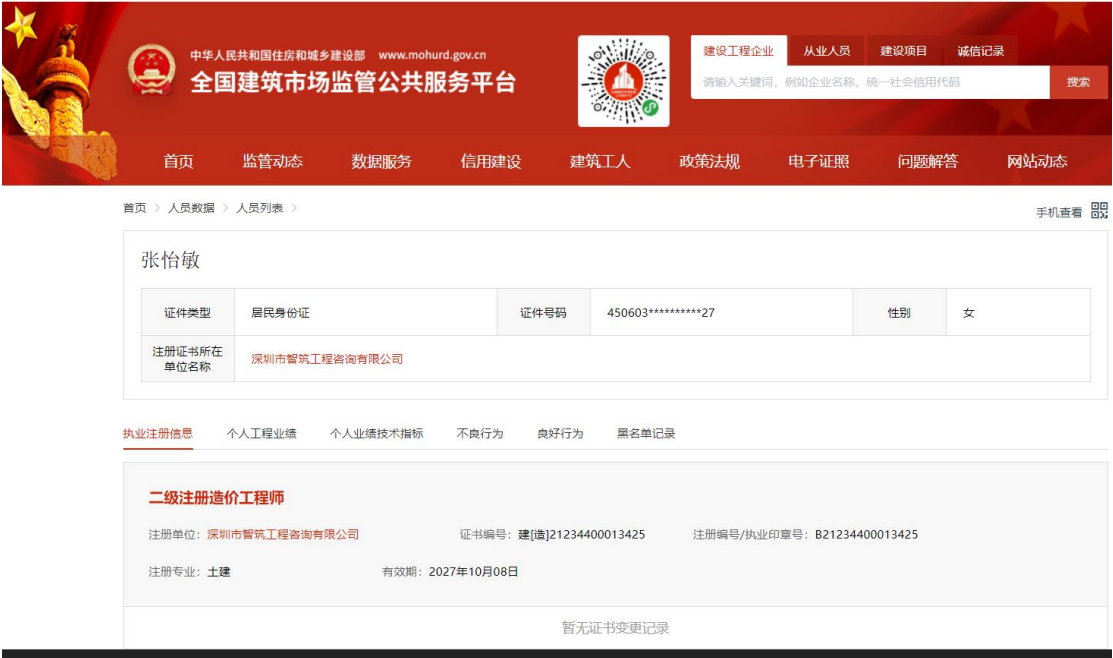 中华人民共和国住房和城乡建设部 www.mohurd.gov.cn
全国建筑市场监管公共服务平台
建设工程企业 从业人员 建设项目 诚信记录
请输入关键词，例如企业名称、统一社会信用代码 搜索
首页 监管动态 数据服务 信用建设 建筑工人 政策法规 电子证照 问题解答 网站动态
首页 > 人员数据 > 人员列表 >
手机查看
张怡敏
证件类型 居民身份证 证件号码 450603**********27 性别 女
注册证书所在
单位名称
深圳市智筑工程咨询有限公司
执业注册信息 个人工程业绩 个人业绩技术指标 不良行为 良好行为 黑名单记录
二级注册造价工程师
注册单位：深圳市智筑工程咨询有限公司 证书编号：建[造]21234400013425 注册编号/执业印章号：B21234400013425
注册专业：土建 有效期：2027年10月08日
暂无证书变更记录